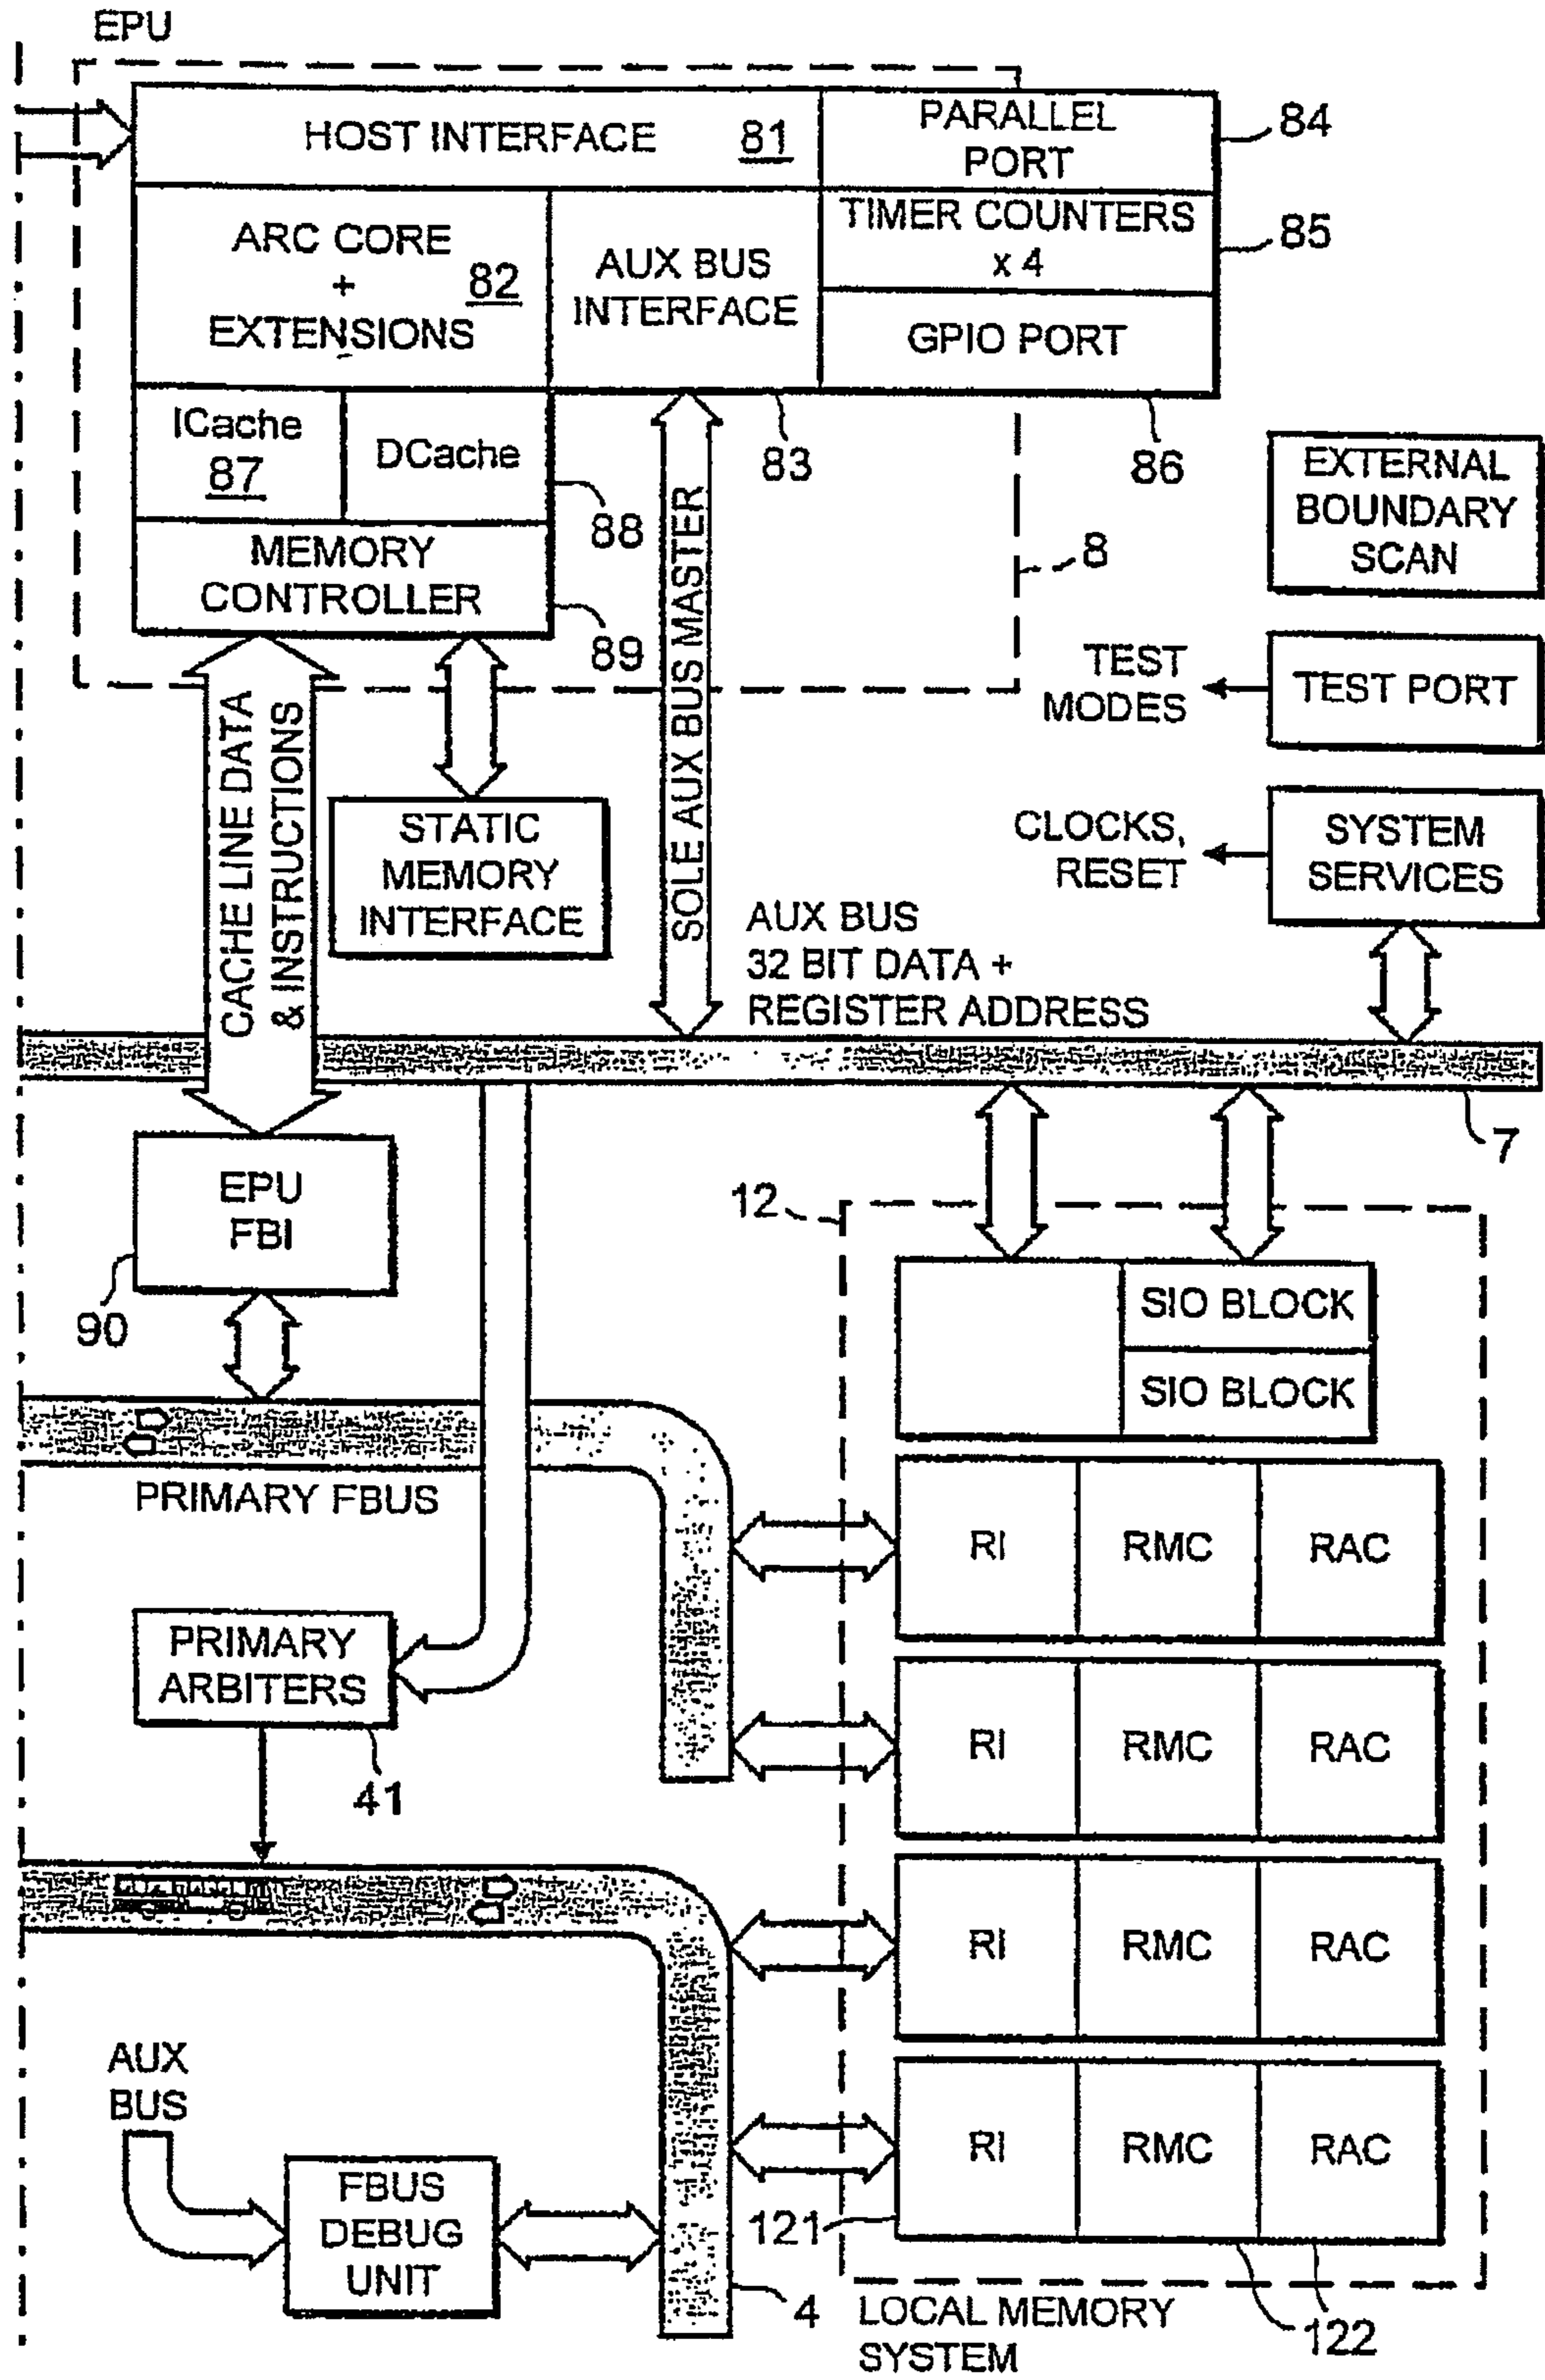 EPU
HOST INTERFACE 81
PARALLEL
PORT
84
ARC CORE
+
EXTENSIONS
82
AUX BUS
INTERFACE
TIMER COUNTERS
x 4
85
GPIO PORT
ICache
87
DCache
83
86
88
EXTERNAL
BOUNDARY
SCAN
MEMORY
CONTROLLER
89
8
SOLE AUX BUS MASTER
TEST
MODES
TEST PORT
CACHE LINE DATA
& INSTRUCTIONS
STATIC
MEMORY
INTERFACE
CLOCKS,
RESET
SYSTEM
SERVICES
AUX BUS
32 BIT DATA +
REGISTER ADDRESS
7
EPU
FBI
90
12
SIO BLOCK
SIO BLOCK
PRIMARY FBUS
RI RMC RAC
PRIMARY
ARBITERS
41
RI RMC RAC
RI RMC RAC
AUX
BUS
FBUS
DEBUG
UNIT
RI RMC RAC
121
4
LOCAL MEMORY
SYSTEM
122